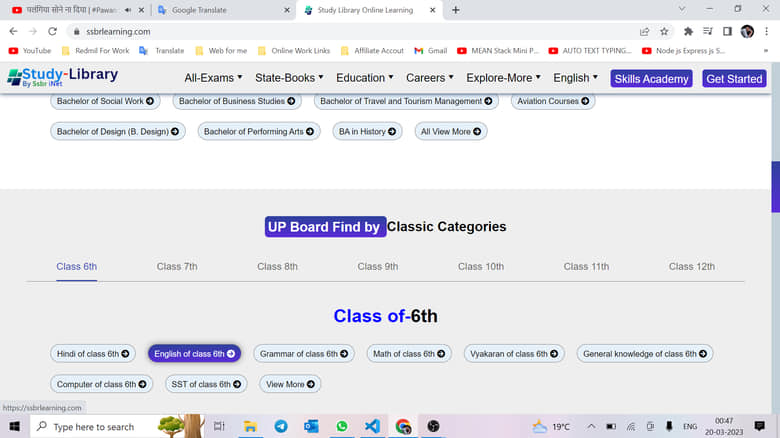 पलंगिया सोने ना दिया | #Pawan
Google Translate
Study Library Online Learning
ssbrlearning.com
YouTube
Redmil For Work
Translate
Web for me
Online Work Links
Affiliate Accout
Gmail
MEAN Stack Mini P...
AUTO TEXT TYPING...
Node js Express js S...
Study-Library
By Ssbr iNet
All-Exams
State-Books
Education
Careers
Explore-More
English
Skills Academy
Get Started
Bachelor of Social Work
Bachelor of Business Studies
Bachelor of Travel and Tourism Management
Aviation Courses
Bachelor of Design (B. Design)
Bachelor of Performing Arts
BA in History
All View More
UP Board Find by Classic Categories
Class 6th
Class 7th
Class 8th
Class 9th
Class 10th
Class 11th
Class 12th
Class of-6th
Hindi of class 6th
English of class 6th
Grammar of class 6th
Math of class 6th
Vyakaran of class 6th
General knowledge of class 6th
Computer of class 6th
SST of class 6th
View More
https://ssbrlearning.com
Type here to search
19°C
ENG
00:47
20-03-2023